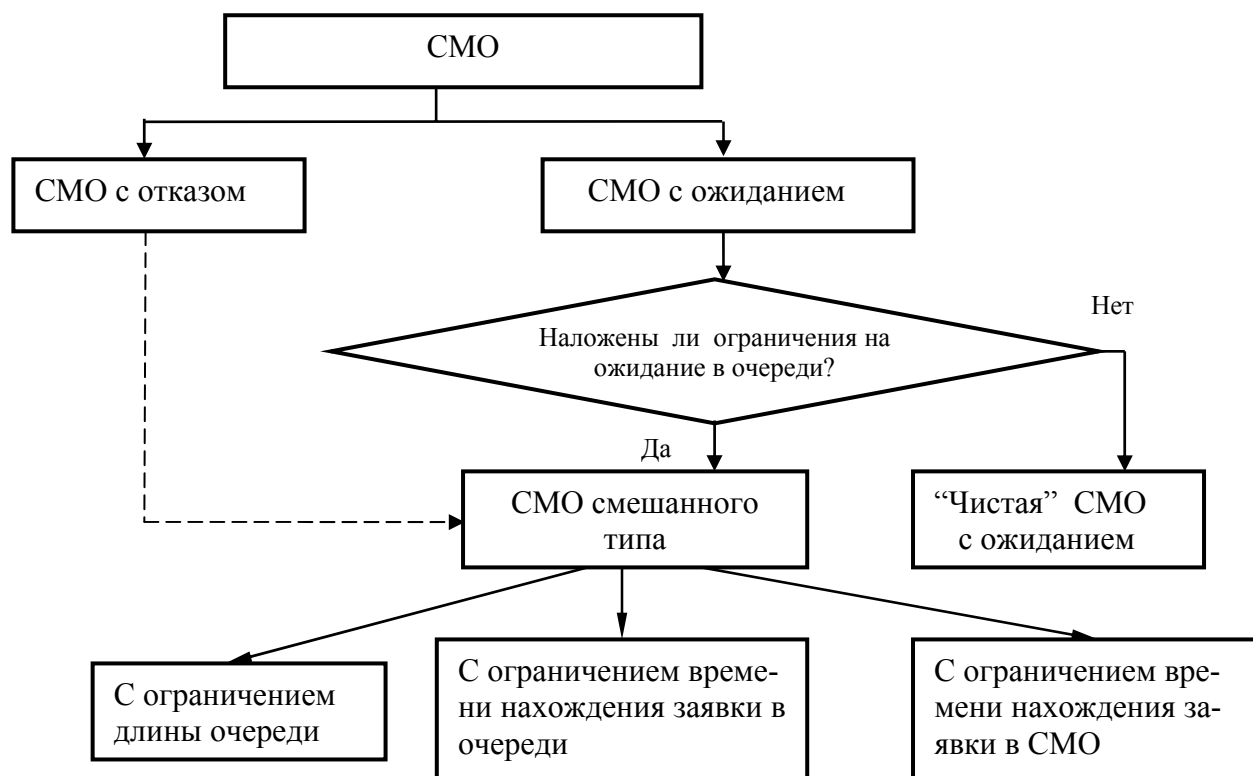 СМО
СМО с отказом
СМО с ожиданием
Нет
Наложены ли ограничения на
ожидание в очереди?
Да
СМО смешанного
типа
“Чистая” СМО
с ожиданием
С ограничением
длины очереди
С ограничением време-
ни нахождения заявки в
очереди
С ограничением вре-
мени нахождения за-
явки в СМО